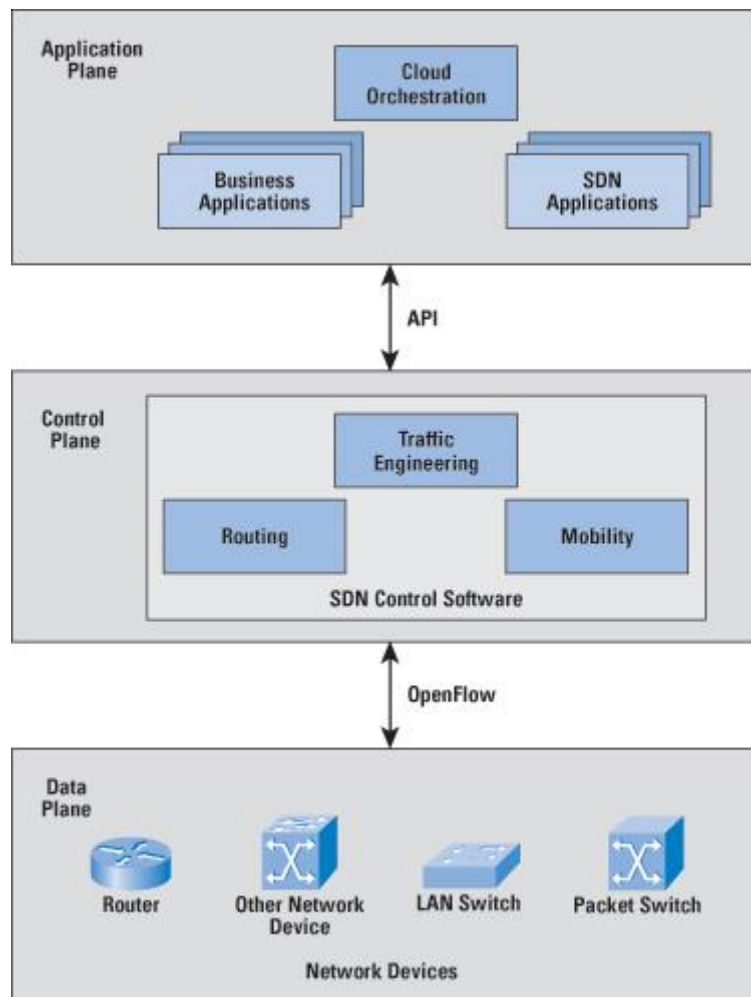 Application
Plane
Cloud
Orchestration
Business
Applications
SDN
Applications
API
Control
Plane
Traffic
Engineering
Routing
Mobility
SDN Control Software
OpenFlow
Data
Plane
Router
Other Network
Device
LAN Switch
Packet Switch
Network Devices